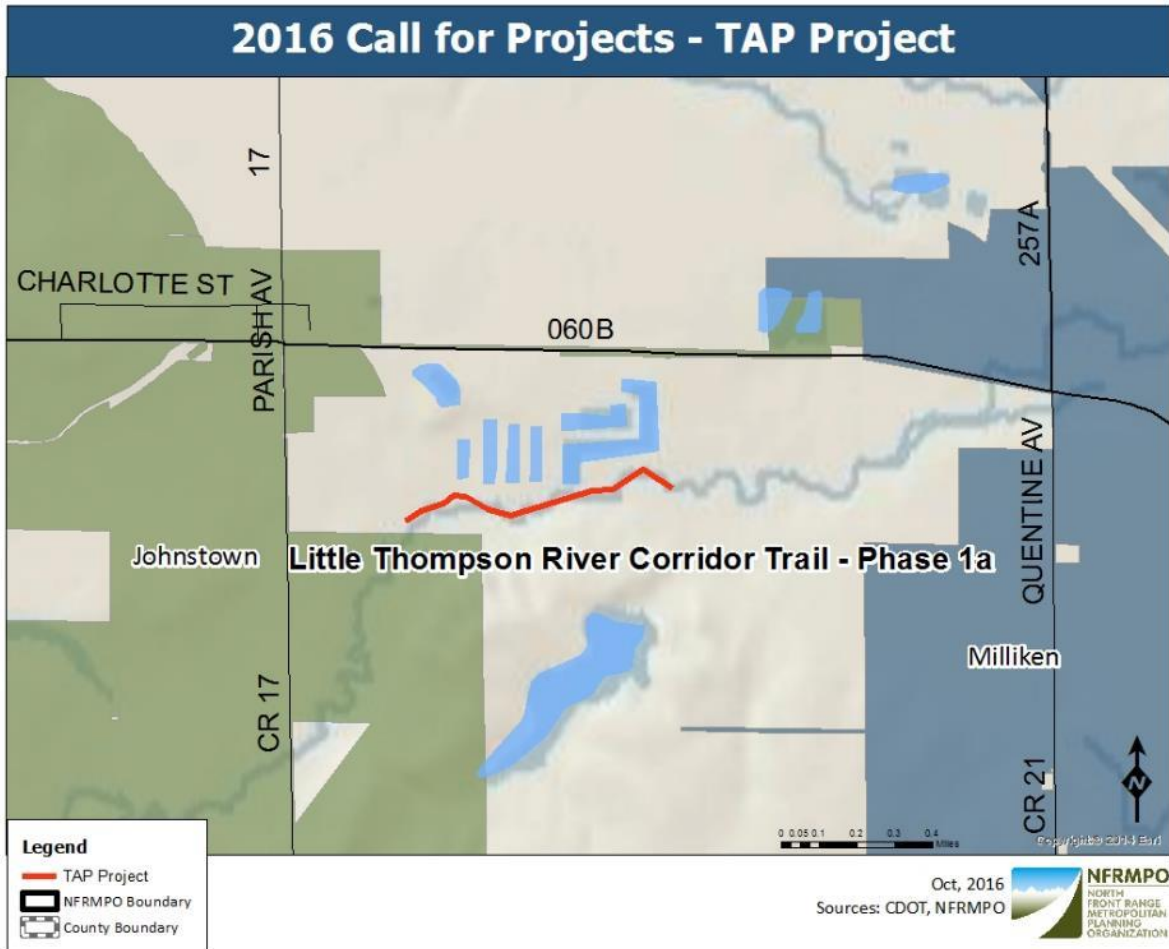 2016 Call for Projects - TAP Project
17
CHARLOTTE ST
PARISH AV
060B
257A
QUENTINE AV
Johnstown
Little Thompson River Corridor Trail - Phase 1a
Milliken
CR 17
CR 21
N
0 0.05 0.1 0.2 0.3 0.4
Miles
Copyright:© 2014 Esri
Legend
TAP Project
NFRMPO Boundary
County Boundary
Oct, 2016
Sources: CDOT, NFRMPO
NFRMPO
NORTH
FRONT RANGE
METROPOLITAN
PLANNING
ORGANIZATION